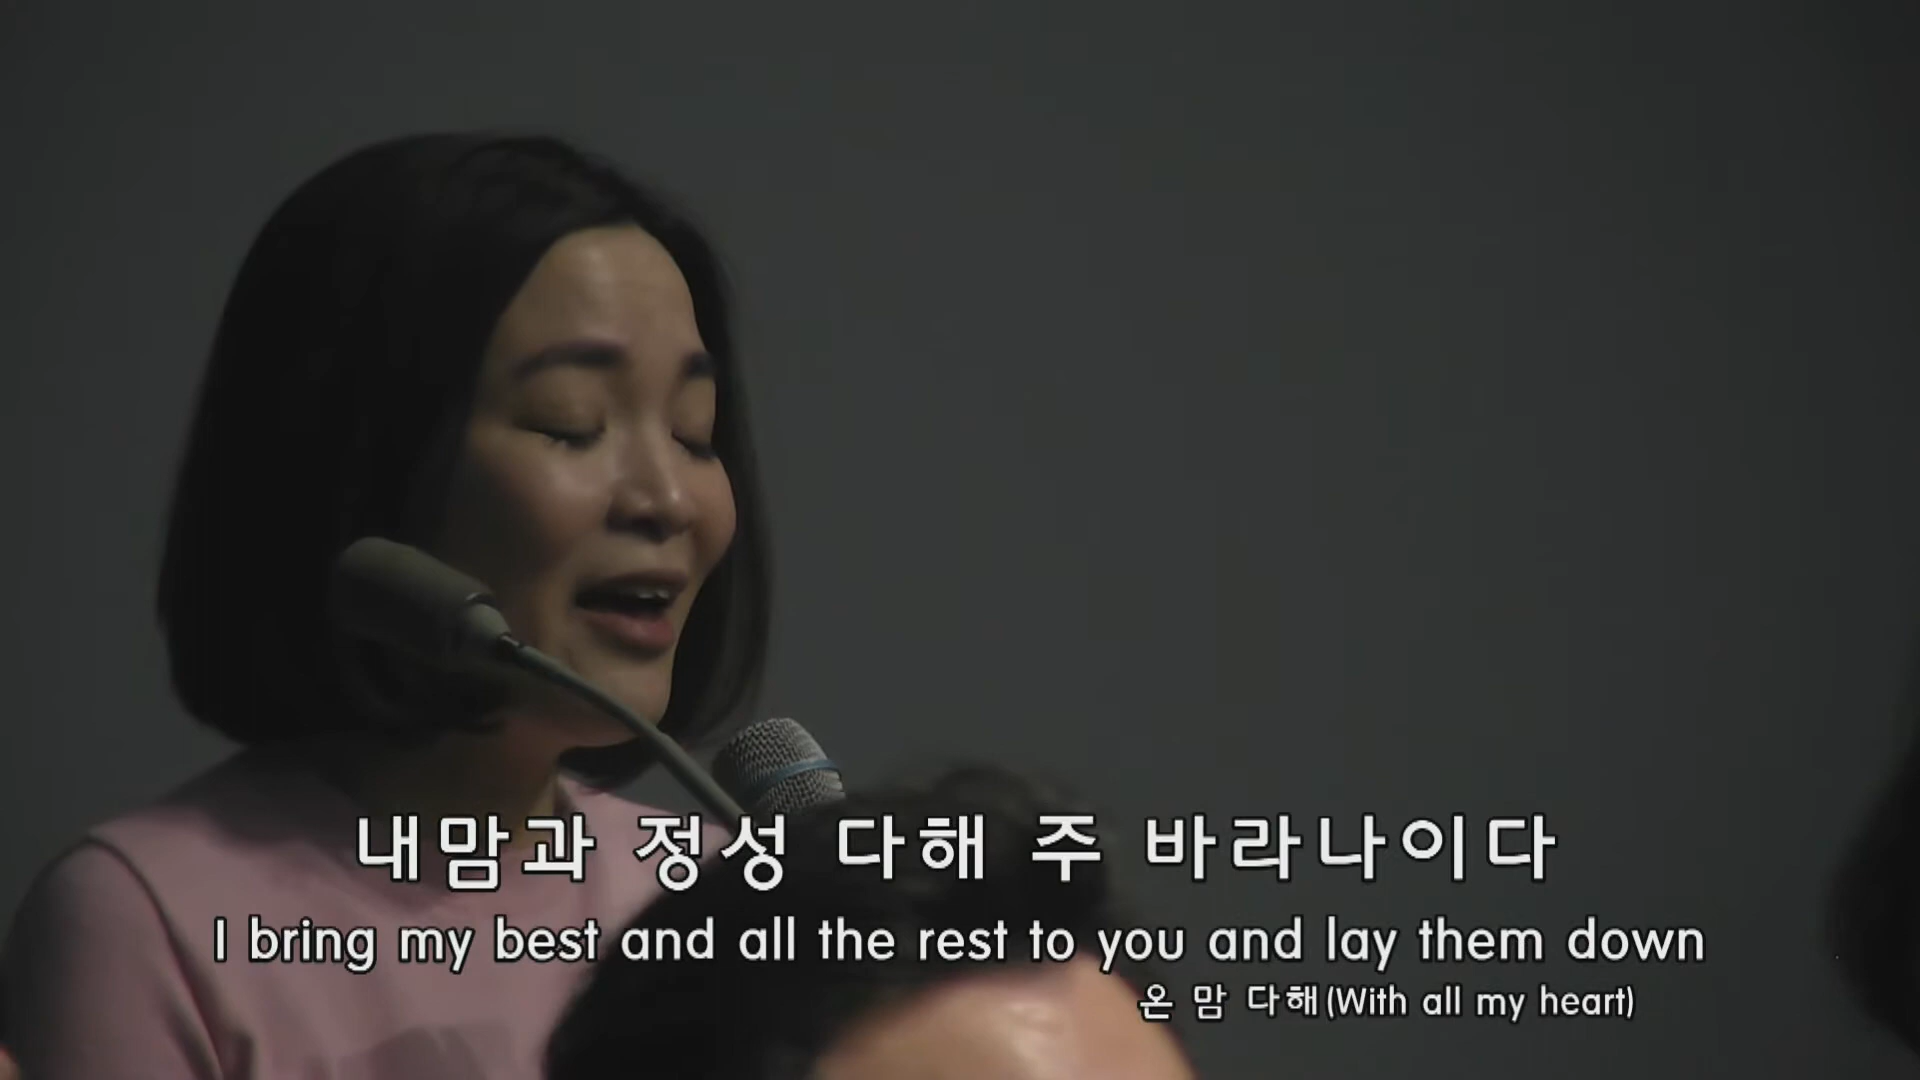 내맘과 정성 다해 주 바라나이다
I bring my best and all the rest to you and lay them down
온 맘 다해(With all my heart)